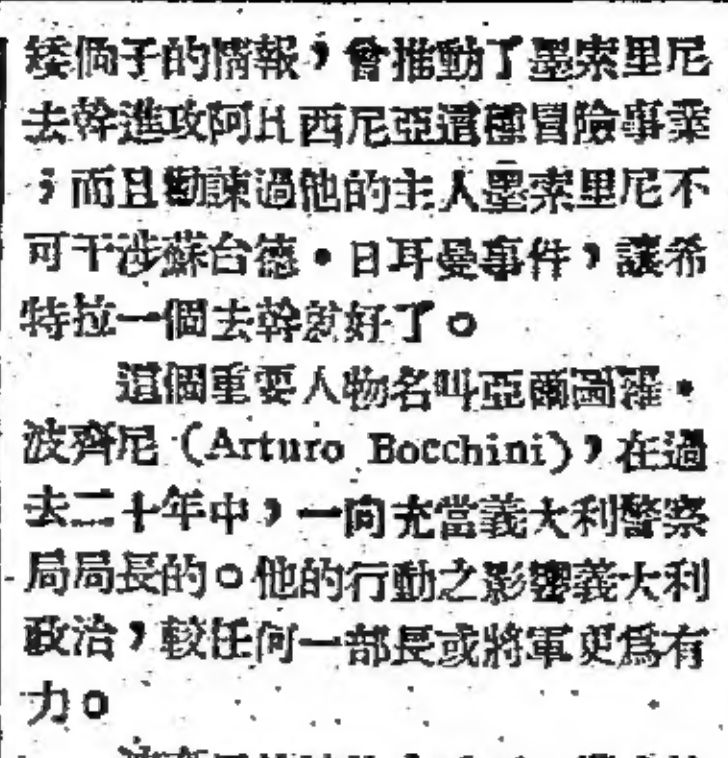 矮個子的情報，曾推動了墨索里尼
去幹進攻阿比西尼亞這種冒險事業
；而且勸諫過他的主人墨索里尼不
可干涉蘇台德·日耳曼事件，讓希
特拉一個去幹就好了。
這個重要人物名叫亞爾圖羅·
波齊尼（Arturo Bocchini），在過
去二十年中，一向充當義大利警察
局局長的。他的行動之影響義大利
政治，較任何一部長或將軍更爲有
力。